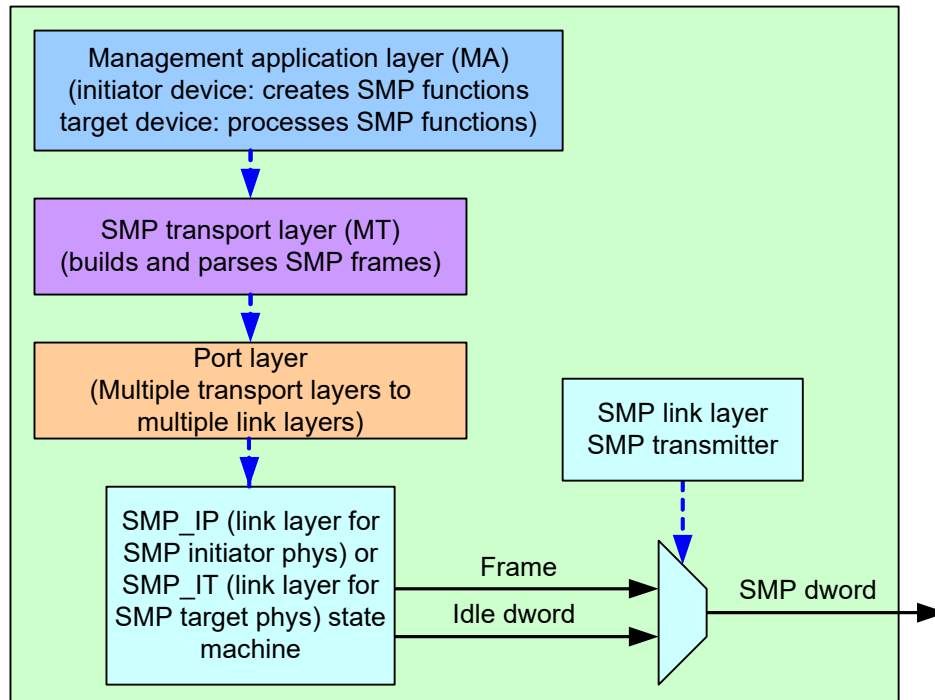 Management application layer (MA)
(initiator device: creates SMP functions
target device: processes SMP functions)
SMP transport layer (MT)
(builds and parses SMP frames)
Port layer
(Multiple transport layers to
multiple link layers)
SMP link layer
SMP transmitter
SMP_IP (link layer for
SMP initiator phys) or
SMP_IT (link layer for
SMP target phys) state
machine
Frame
Idle dword
SMP dword